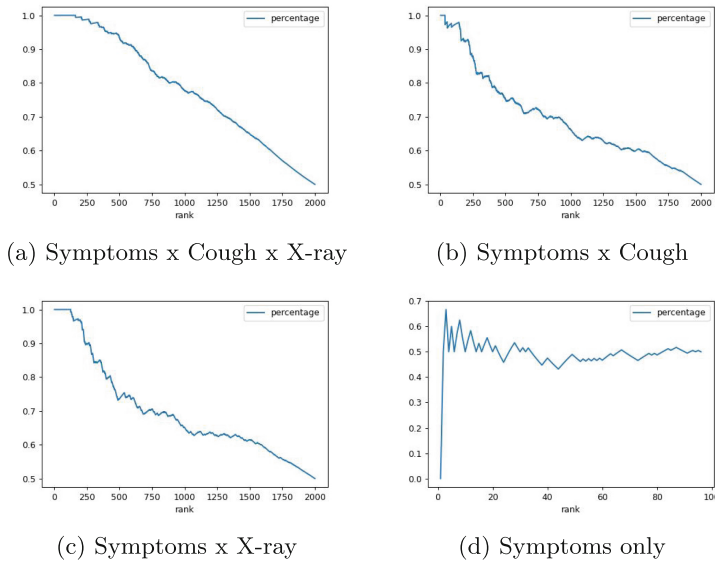 1.0
0.9
0.8
0.7
0.6
0.5
percentage
0 250 500 750 1000 1250 1500 1750 2000
rank
(a) Symptoms x Cough x X-ray
1.0
0.9
0.8
0.7
0.6
0.5
percentage
0 250 500 750 1000 1250 1500 1750 2000
rank
(b) Symptoms x Cough
1.0
0.9
0.8
0.7
0.6
0.5
percentage
0 250 500 750 1000 1250 1500 1750 2000
rank
(c) Symptoms x X-ray
0.7
0.6
0.5
0.4
0.3
0.2
0.1
0.0
percentage
0 20 40 60 80 100
rank
(d) Symptoms only